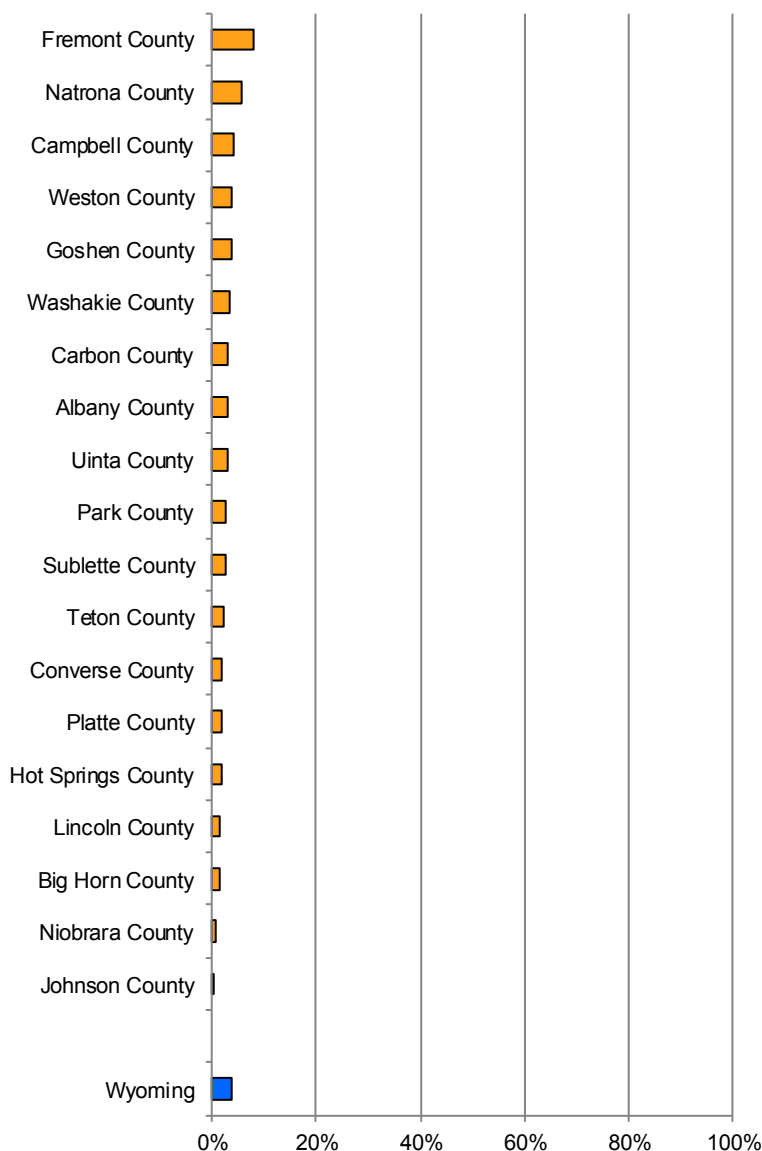 Fremont County
Natrona County
Campbell County
Weston County
Goshen County
Washakie County
Carbon County
Albany County
Uinta County
Park County
Sublette County
Teton County
Converse County
Platte County
Hot Springs County
Lincoln County
Big Horn County
Niobrara County
Johnson County
Wyoming
0% 20% 40% 60% 80% 100%